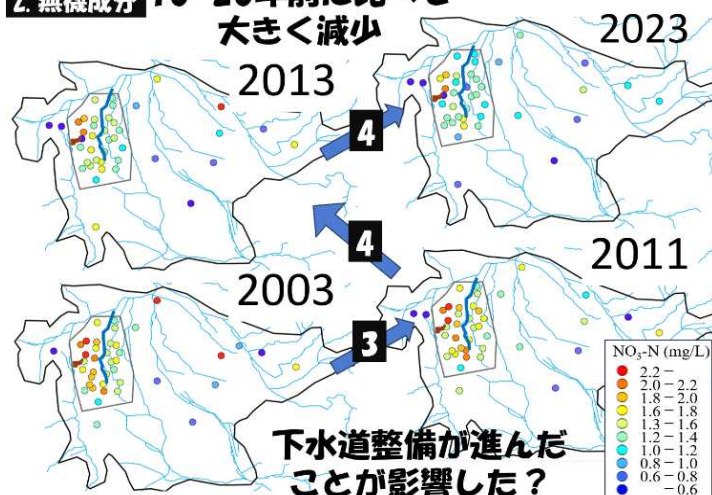 2. 無機成分
大きく減少
2013
2023
4
4
2003
2011
3
NO₃-N (mg/L)
2.2 −
2.0 − 2.2
1.8 − 2.0
1.6 − 1.8
1.3 − 1.6
1.2 − 1.4
1.0 − 1.2
0.8 − 1.0
0.6 − 0.8
− 0.6
下水道整備が進んだ
ことが影響した？